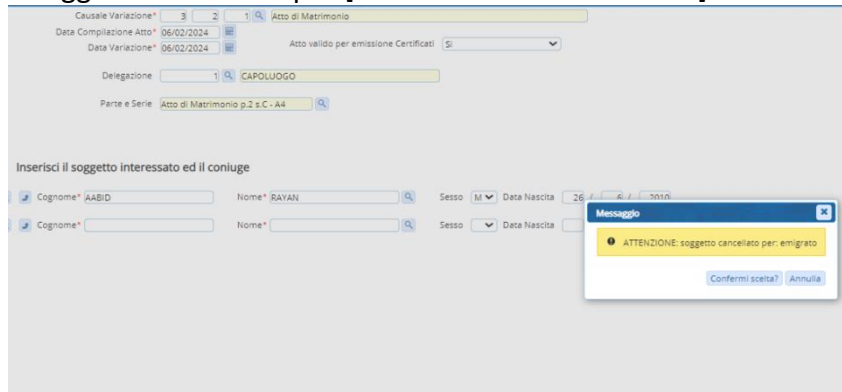 Causale Variazione* 3 2 1 Atto di Matrimonio
Data Compilazione Atto* 06/02/2024
Data Variazione* 06/02/2024 Atto valido per emissione Certificati Si
Delegazione 1 CAPOLUOGO
Parte e Serie Atto di Matrimonio p.2 s.C - A4
Inserisci il soggetto interessato ed il coniuge
Cognome* AABID Nome* RAYAN Sesso M Data Nascita 26 / 6 / 2010
Cognome* Nome* Sesso Data Nascita
Messaggio
ATTENZIONE: soggetto cancellato per: emigrato
Confermi scelta? Annulla